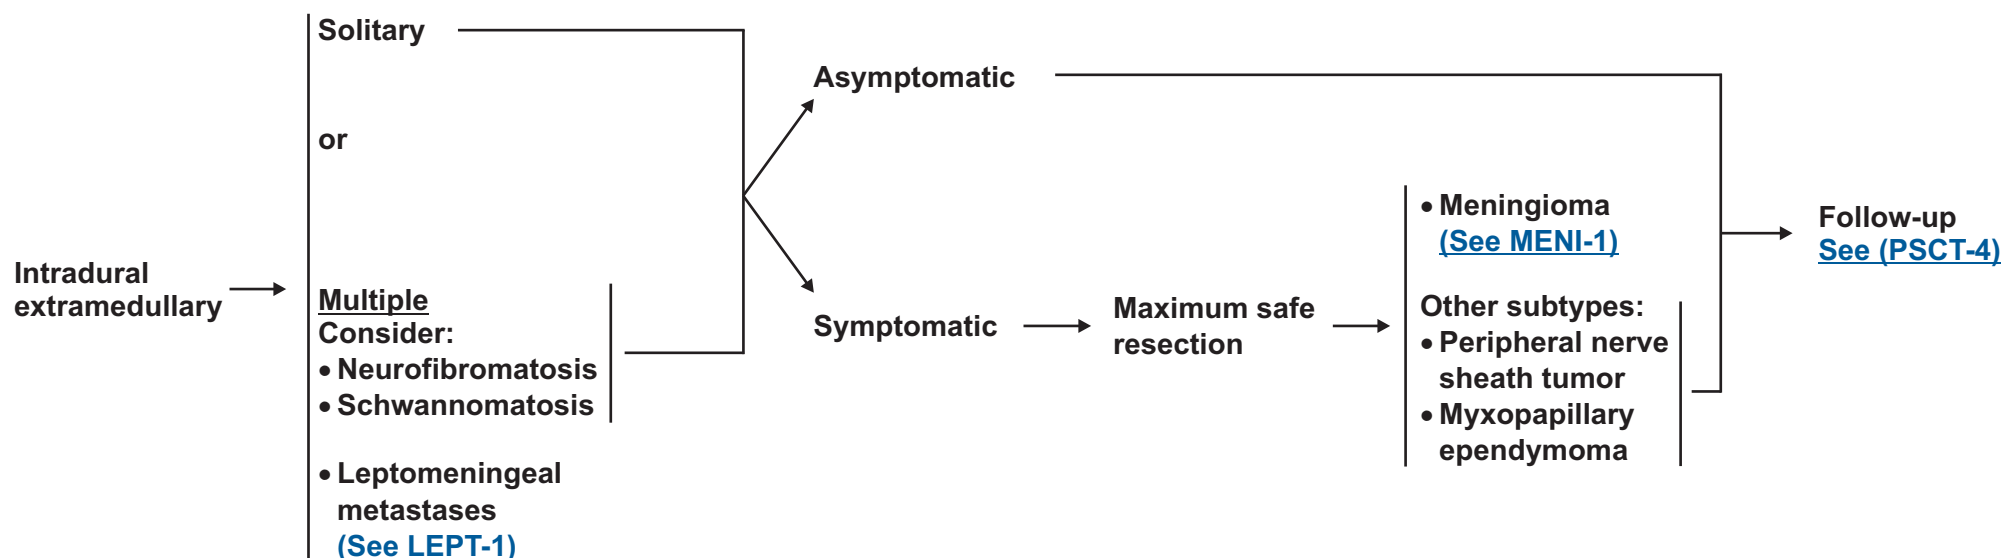 Intradural
extramedullary
Solitary
or
Multiple
Consider:
• Neurofibromatosis
• Schwannomatosis
• Leptomeningeal
metastases
(See LEPT-1)
Asymptomatic
Symptomatic
Maximum safe
resection
• Meningioma
(See MENI-1)
Other subtypes:
• Peripheral nerve
sheath tumor
• Myxopapillary
ependymoma
Follow-up
See (PSCT-4)